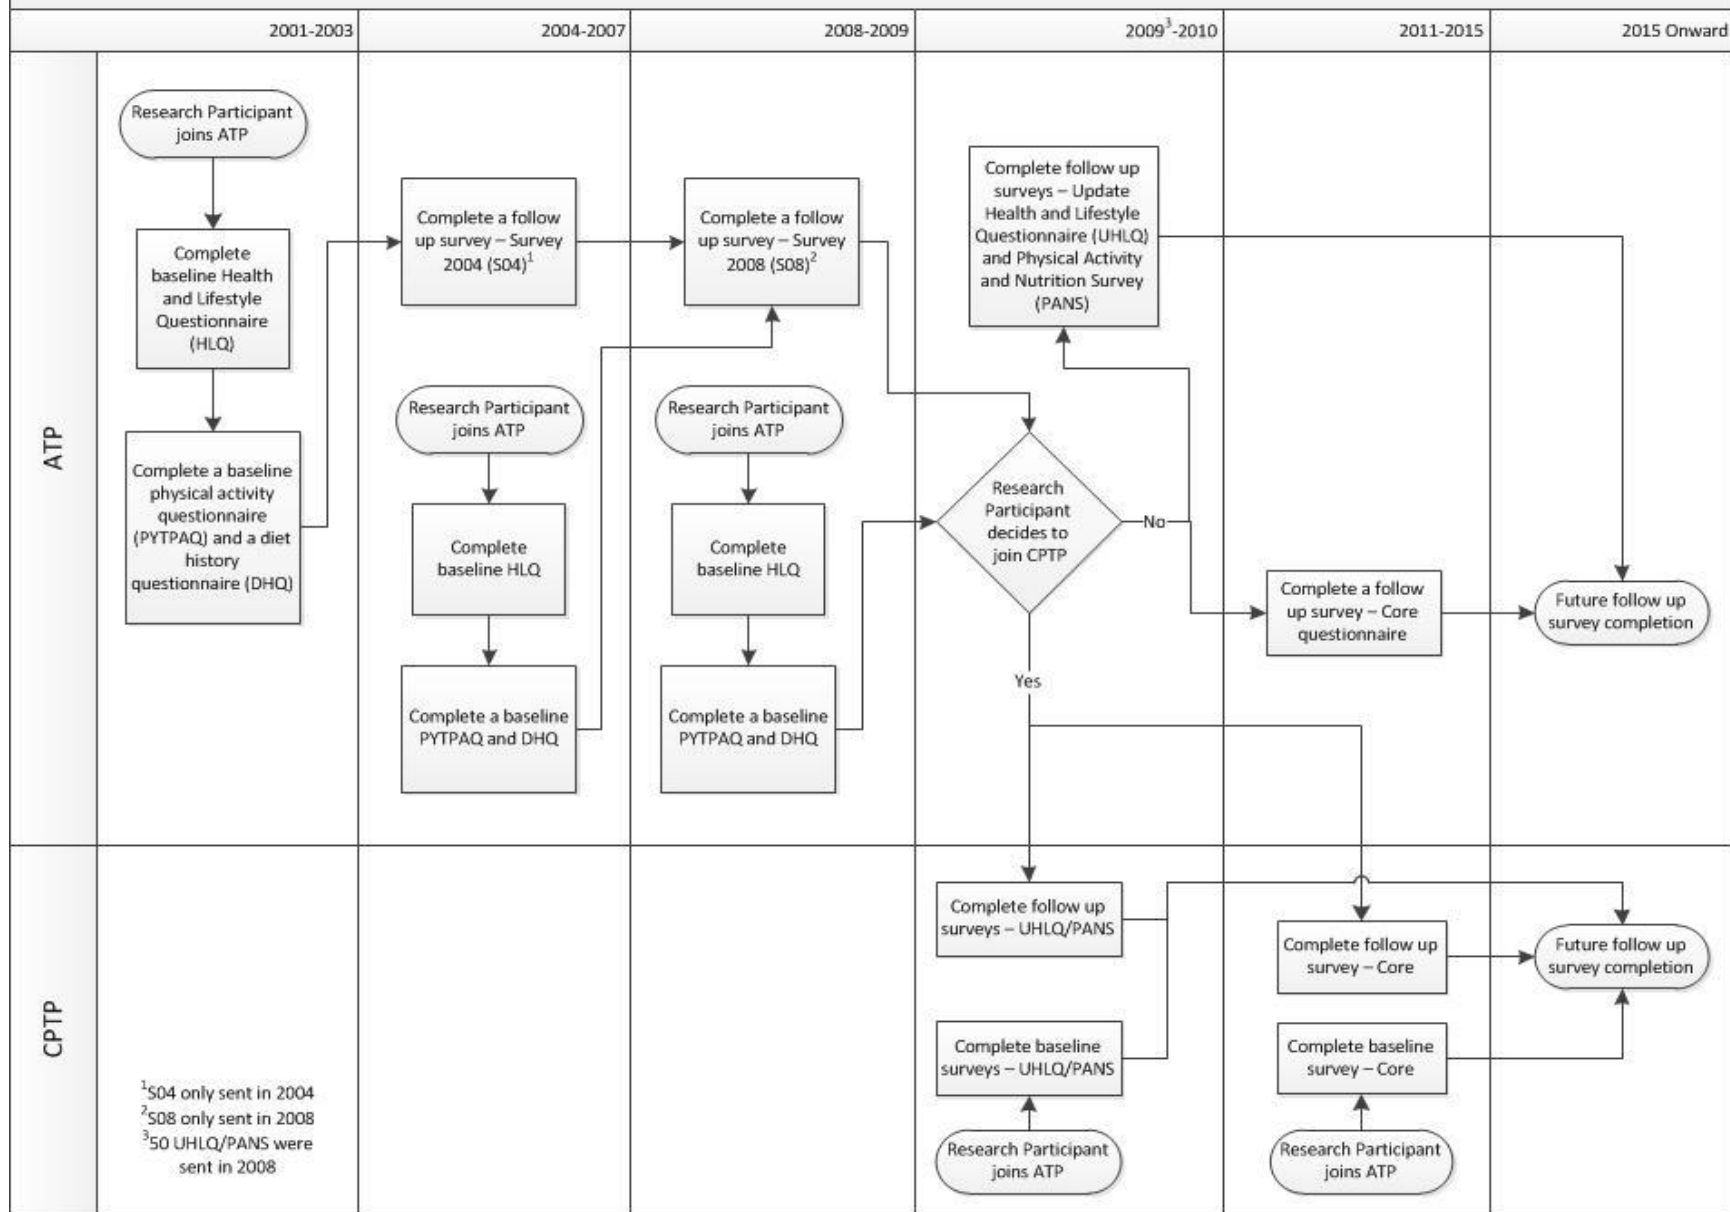 2001-2003
2004-2007
2008-2009
2009³-2010
2011-2015
2015 Onward
ATP
Research Participant
joins ATP
Complete
baseline Health
and Lifestyle
Questionnaire
(HLQ)
Complete a baseline
physical activity
questionnaire
(PYTPAQ) and a diet
history
questionnaire (DHQ)
Complete a follow
up survey – Survey
2004 (S04)¹
Research Participant
joins ATP
Complete
baseline HLQ
Complete a baseline
PYTPAQ and DHQ
Complete a follow
up survey – Survey
2008 (S08)²
Research Participant
joins ATP
Complete
baseline HLQ
Complete a baseline
PYTPAQ and DHQ
Complete follow up
surveys – Update
Health and Lifestyle
Questionnaire (UHLQ)
and Physical Activity
and Nutrition Survey
(PANS)
Research
Participant
decides to
join CPTP
No
Yes
Complete a follow
up survey – Core
questionnaire
Future follow up
survey completion
CPTP
¹S04 only sent in 2004
²S08 only sent in 2008
³50 UHLQ/PANS were
sent in 2008
Complete follow up
surveys – UHLQ/PANS
Complete baseline
surveys – UHLQ/PANS
Research Participant
joins ATP
Complete follow up
survey – Core
Complete baseline
survey – Core
Research Participant
joins ATP
Future follow up
survey completion